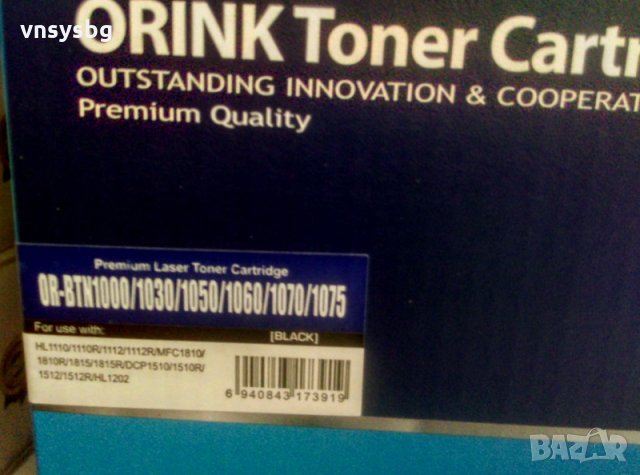 vnsysbg
ORINK Toner Cartr
OUTSTANDING INNOVATION & COOPERAT
Premium Quality
Premium Laser Toner Cartridge
OR-BTN1000/1030/1050/1060/1070/1075
For use with:
[BLACK]
HL1110/1110R/1112/1112R/MFC1810/
1810R/1815/1815R/DCP1510/1510R/
1512/1512R/HL1202
6 940843 173919
BAZAR